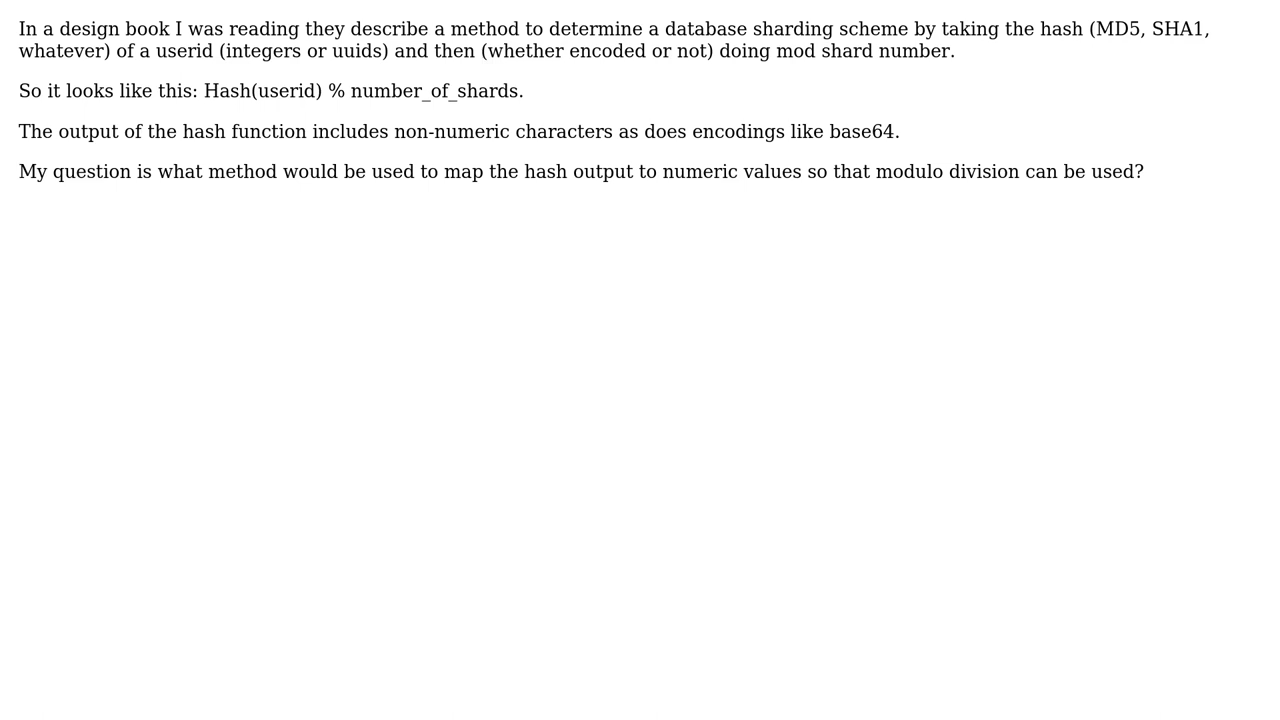 In a design book I was reading they describe a method to determine a database sharding scheme by taking the hash (MD5, SHA1,
whatever) of a userid (integers or uuids) and then (whether encoded or not) doing mod shard number.
So it looks like this: Hash(userid) % number_of_shards.
The output of the hash function includes non-numeric characters as does encodings like base64.
My question is what method would be used to map the hash output to numeric values so that modulo division can be used?